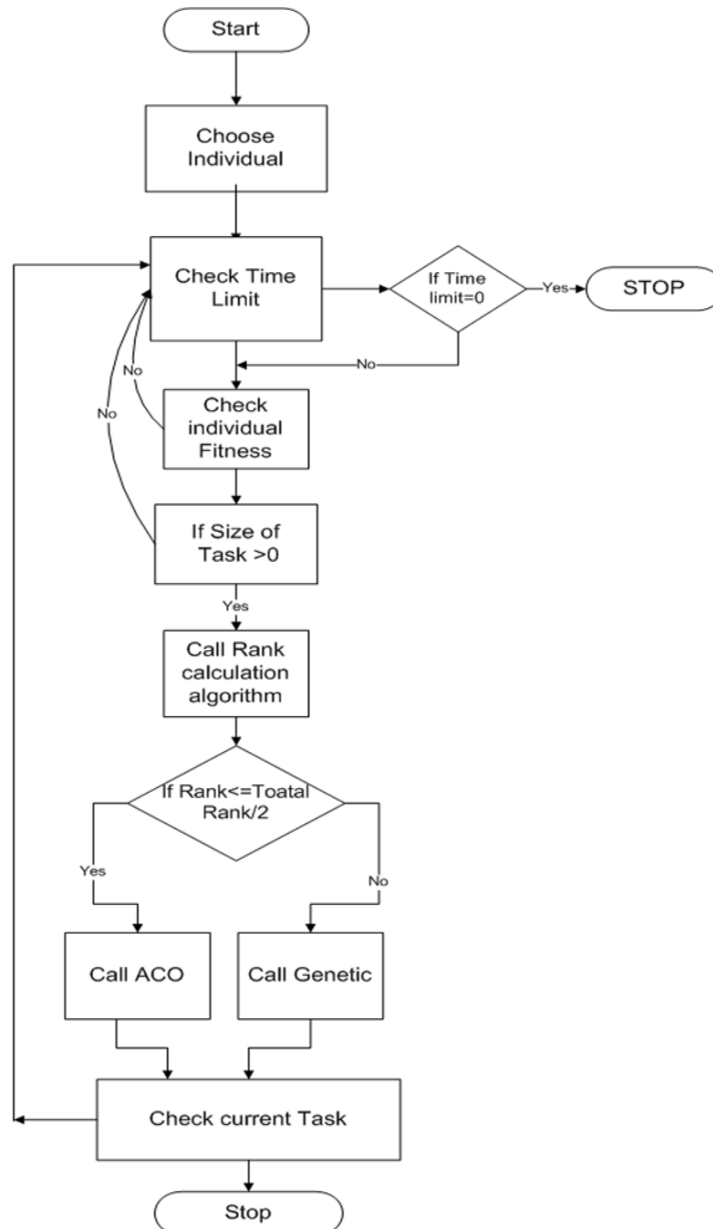 Start
Choose
Individual
Check Time
Limit
If Time
limit=0
Yes
STOP
No
No
No
Check
individual
Fitness
If Size of
Task >0
Yes
Call Rank
calculation
algorithm
If Rank<=Toatal
Rank/2
Yes
No
Call ACO
Call Genetic
Check current Task
Stop